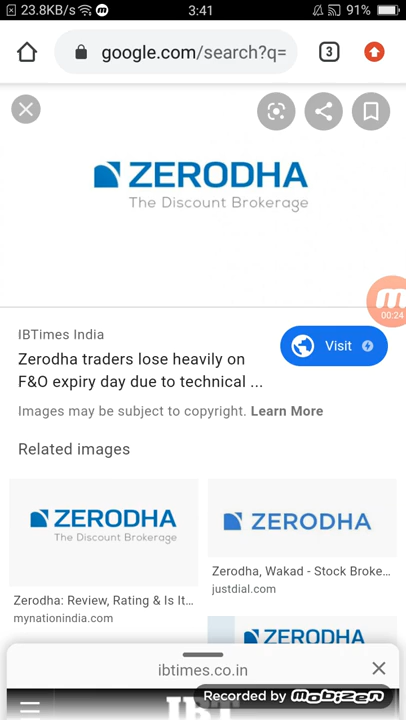 23.8KB/s
3:41
91%
google.com/search?q=
3
ZERODHA
The Discount Brokerage
00:24
IBTimes India
Zerodha traders lose heavily on
F&O expiry day due to technical ...
Visit
Images may be subject to copyright. Learn More
Related images
ZERODHA
The Discount Brokerage
ZERODHA
Zerodha: Review, Rating & Is It...
mynationindia.com
Zerodha, Wakad - Stock Broke...
justdial.com
ZERODHA
ibtimes.co.in
IBT
Recorded by mobizen